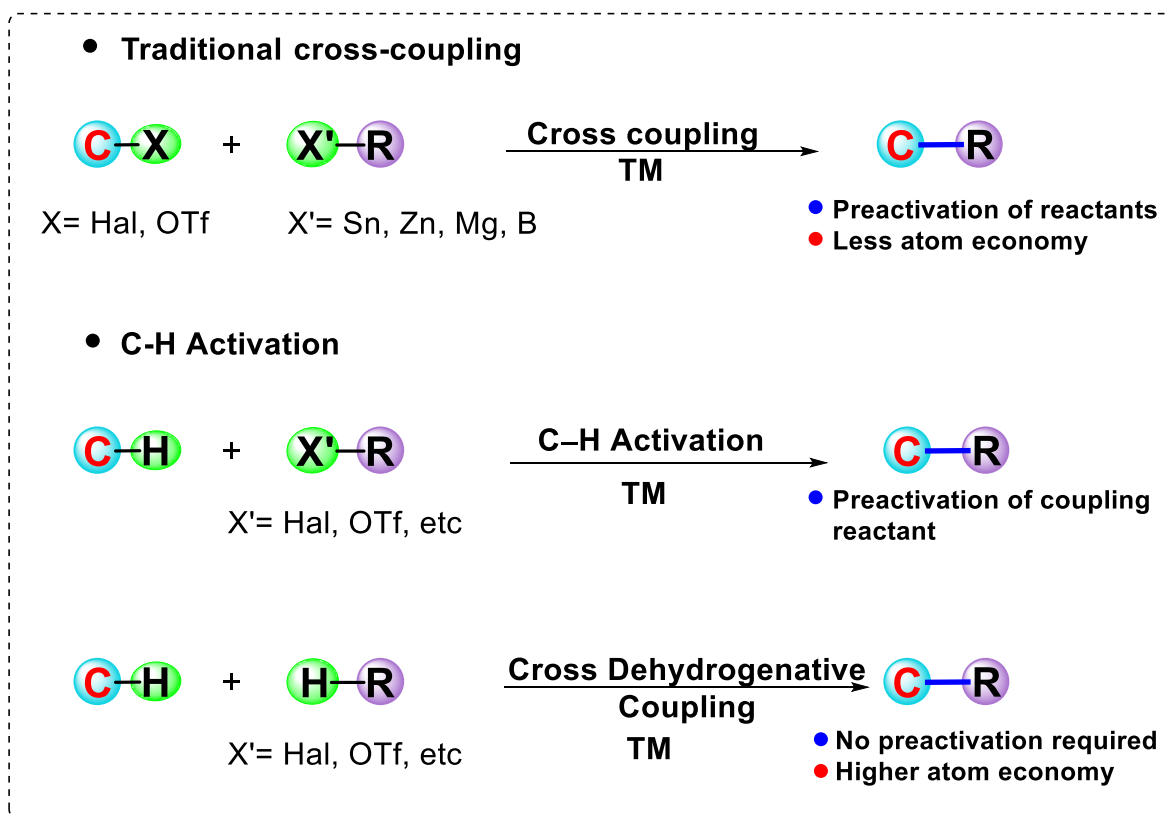 • Traditional cross-coupling
C–X + X'–R Cross coupling C–R
TM
X= Hal, OTf X'= Sn, Zn, Mg, B
• Preactivation of reactants
• Less atom economy
• C-H Activation
C–H + X'–R C–H Activation C–R
TM
X'= Hal, OTf, etc
• Preactivation of coupling
reactant
C–H + H–R Cross Dehydrogenative C–R
Coupling
TM
X'= Hal, OTf, etc
• No preactivation required
• Higher atom economy